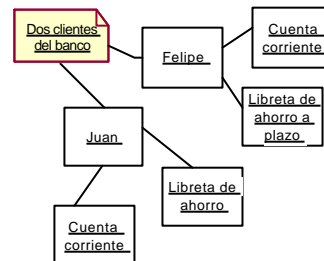 Dos clientes
del banco
Felipe
Cuenta
corriente
Libreta de
ahorro a
plazo
Juan
Libreta de
ahorro
Cuenta
corriente